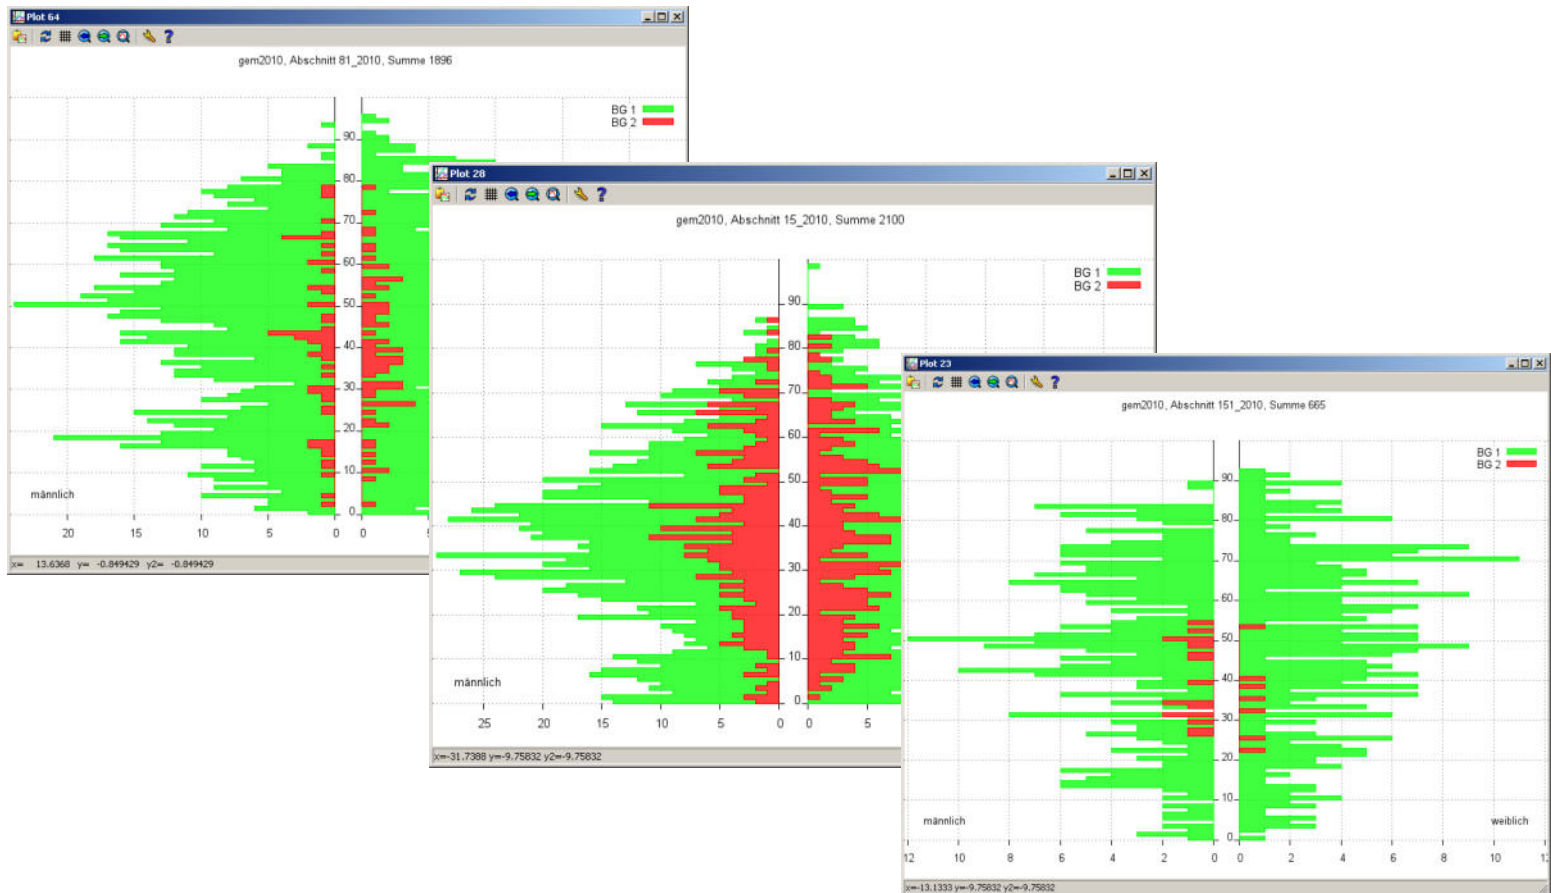 Plot 64
gem2010, Abschnitt 81_2010, Summe 1896
BG 1
BG 2
90
80
70
60
50
40
30
20
10
0
männlich
20 15 10 5 0 0
x= 13.6368 y= -0.849429 y2= -0.849429
Plot 28
gem2010, Abschnitt 15_2010, Summe 2100
BG 1
BG 2
90
80
70
60
50
40
30
20
10
0
männlich
25 20 15 10 5 0 0 5
x=-31.7388 y=-9.75832 y2=-9.75832
Plot 23
gem2010, Abschnitt 151_2010, Summe 665
BG 1
BG 2
90
80
70
60
50
40
30
20
10
0
männlich weiblich
12 10 8 6 4 2 0 0 2 4 6 8 10
x=-13.1333 y=-9.75832 y2=-9.75832